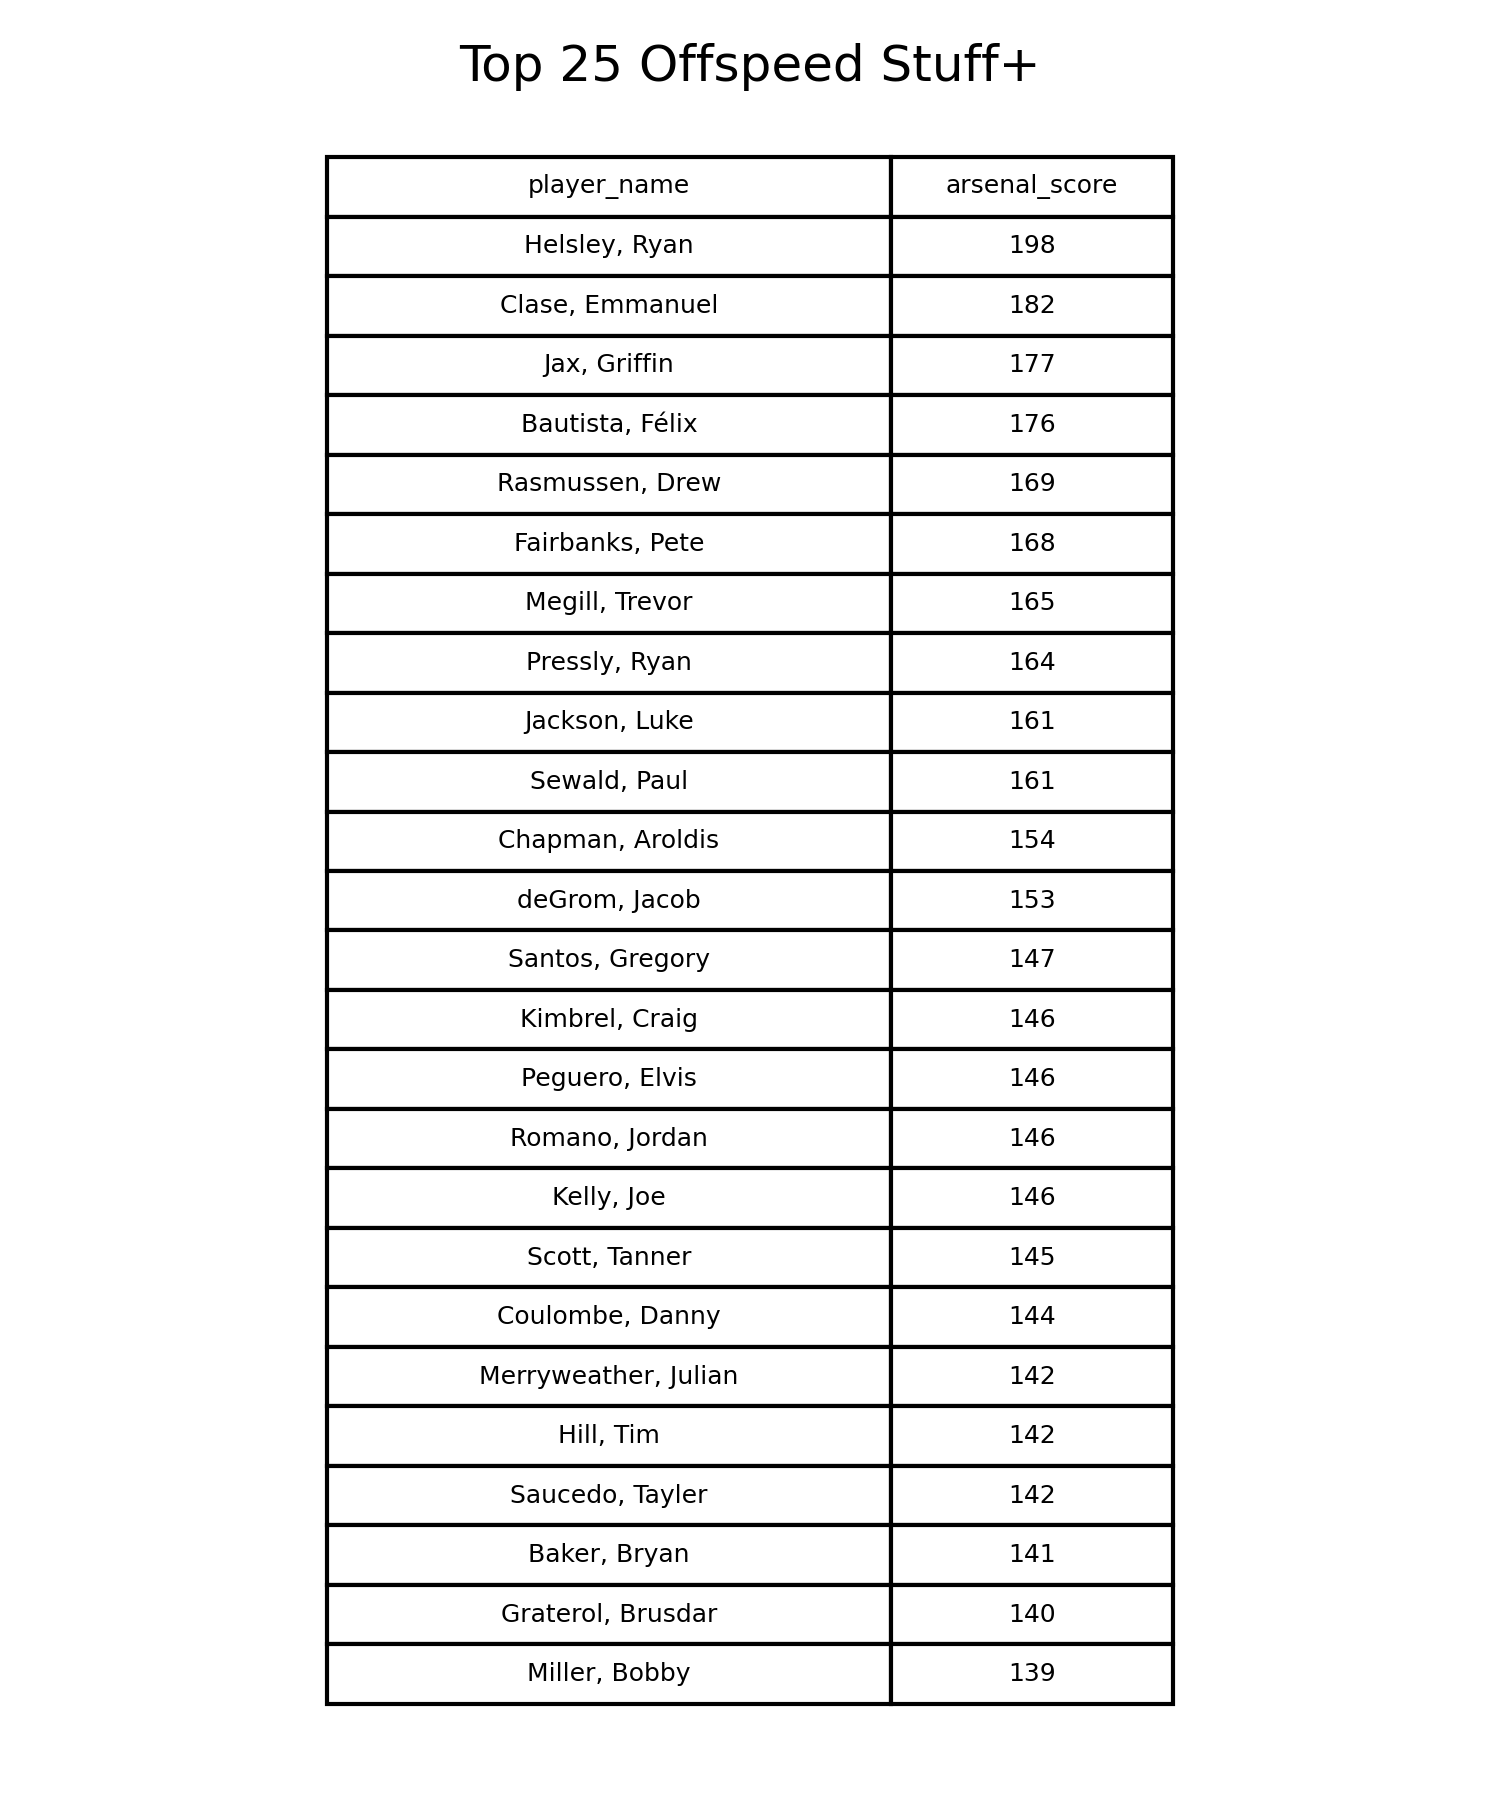 Top 25 Offspeed Stuff+
player_name arsenal_score
Helsley, Ryan 198
Clase, Emmanuel 182
Jax, Griffin 177
Bautista, Félix 176
Rasmussen, Drew 169
Fairbanks, Pete 168
Megill, Trevor 165
Pressly, Ryan 164
Jackson, Luke 161
Sewald, Paul 161
Chapman, Aroldis 154
deGrom, Jacob 153
Santos, Gregory 147
Kimbrel, Craig 146
Peguero, Elvis 146
Romano, Jordan 146
Kelly, Joe 146
Scott, Tanner 145
Coulombe, Danny 144
Merryweather, Julian 142
Hill, Tim 142
Saucedo, Tayler 142
Baker, Bryan 141
Graterol, Brusdar 140
Miller, Bobby 139